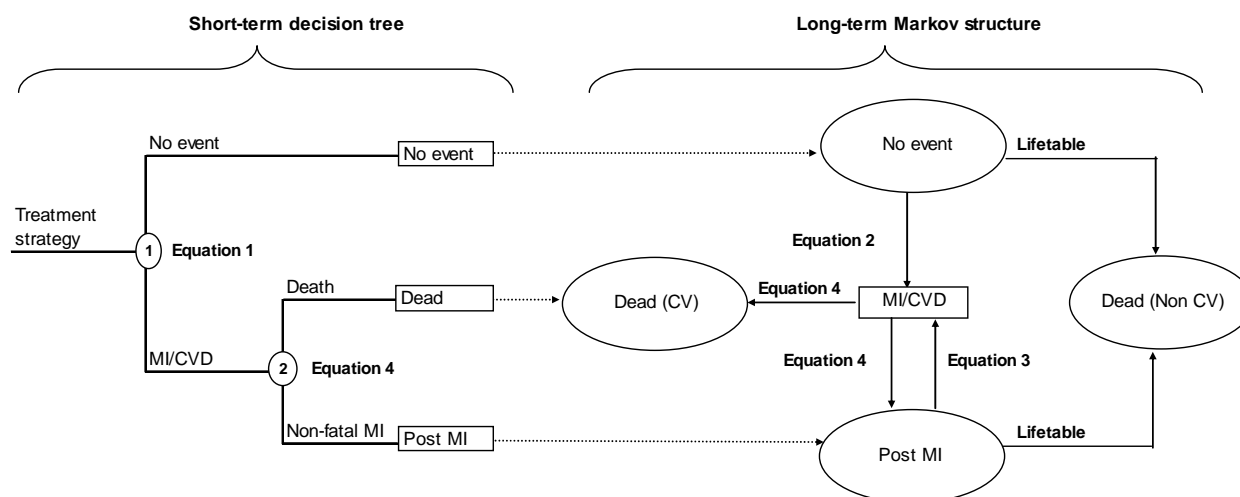 Short-term decision tree
Long-term Markov structure
No event
No event
No event
Lifetable
Treatment
strategy
1
Equation 1
Equation 2
Death
Dead
Dead (CV)
Equation 4
MI/CVD
Dead (Non CV)
MI/CVD
2
Equation 4
Equation 4
Equation 3
Non-fatal MI
Post MI
Post MI
Lifetable